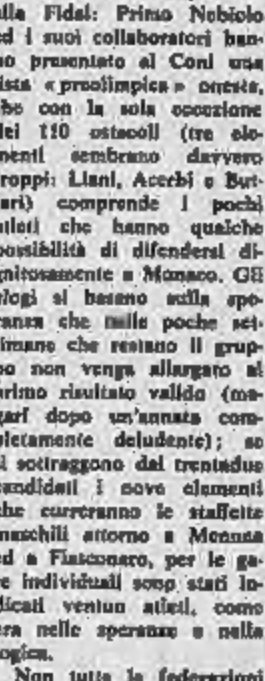 alla Fidal: Primo Nebiolo
ed i suoi collaboratori han-
no presentato al Coni una
lista «preolimpica» onesta,
che con la sola eccezione
dei 110 ostacoli (tre ele-
menti sembrano davvero
troppi: Liani, Acerbi e But-
tari) comprende i pochi
atleti che hanno qualche
possibilità di difendersi di-
gnitosamente a Monaco. Gli
elogi si basano sulla spe-
ranza che nelle poche set-
timane che restano il grup-
po non venga allargato al
primo risultato valido (ma-
gari dopo un'annata com-
pletamente deludente); se
si sottraggono dai trentadue
candidati i nove elementi
che correranno le staffette
maschili attorno a Mennea
ed a Fiasconaro, per le ga-
re individuali sono stati in-
dicati ventun atleti, come
era nelle speranze e nella
logica.
Non tutte le federazioni